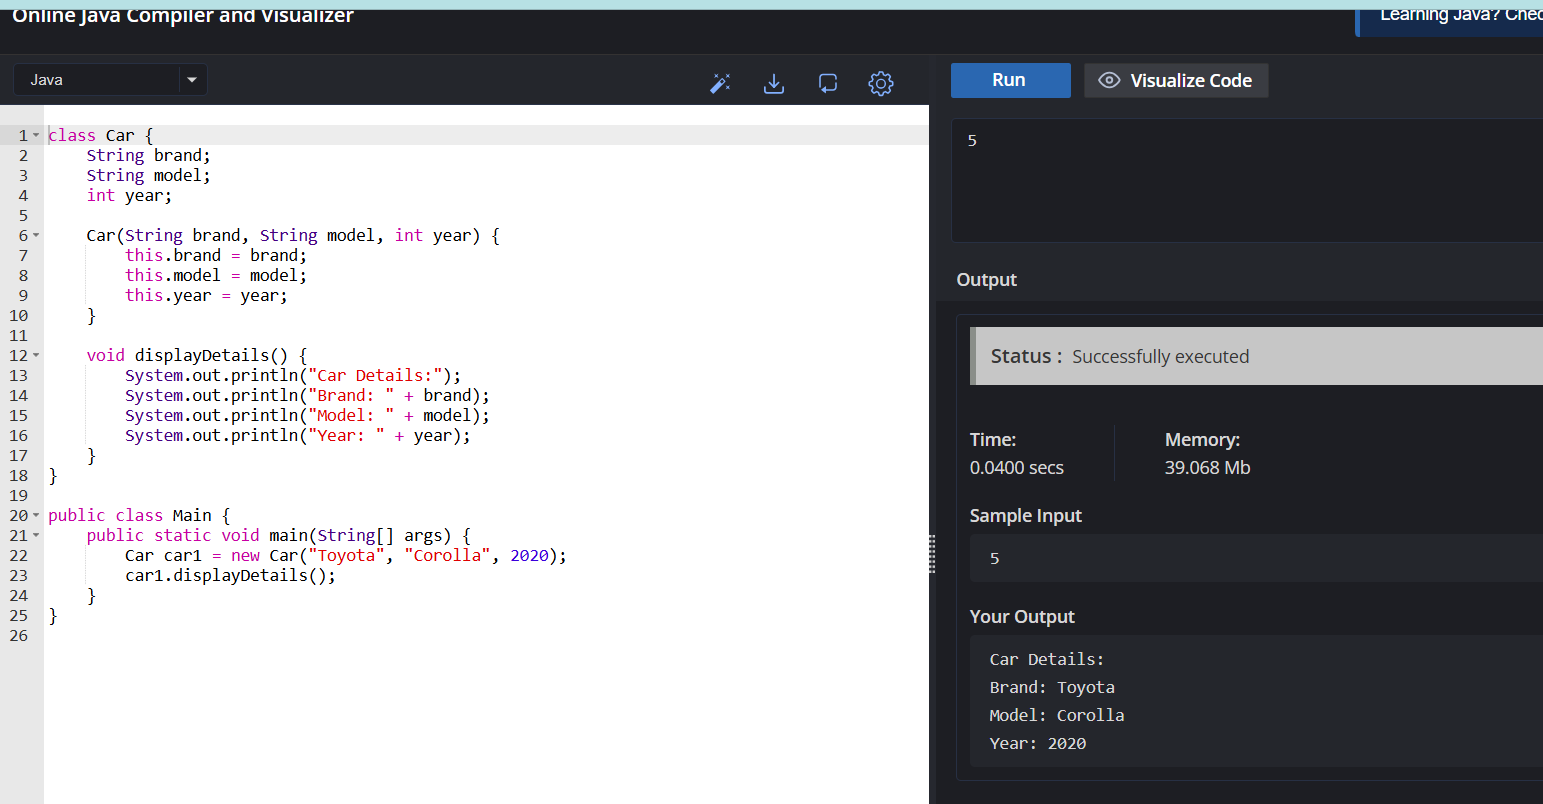 Online Java Compiler and Visualizer
Learning Java?
Java
Run
Visualize Code
1 class Car {
2     String brand;
3     String model;
4     int year;
5
6     Car(String brand, String model, int year) {
7         this.brand = brand;
8         this.model = model;
9         this.year = year;
10     }
11
12     void displayDetails() {
13         System.out.println("Car Details:");
14         System.out.println("Brand: " + brand);
15         System.out.println("Model: " + model);
16         System.out.println("Year: " + year);
17     }
18 }
19
20 public class Main {
21     public static void main(String[] args) {
22         Car car1 = new Car("Toyota", "Corolla", 2020);
23         car1.displayDetails();
24     }
25 }
26
5
Output
Status : Successfully executed
Time:
0.0400 secs
Memory:
39.068 Mb
Sample Input
5
Your Output
Car Details:
Brand: Toyota
Model: Corolla
Year: 2020